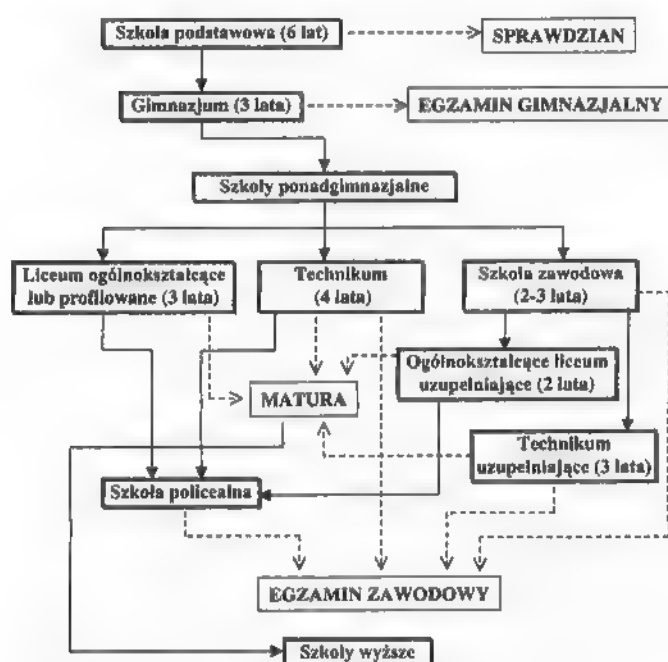 Szkoła podstawowa (6 lat)
SPRAWDZIAN
Gimnazjum (3 lata)
EGZAMIN GIMNAZJALNY
Szkoły ponadgimnazjalne
Liceum ogólnokształcące
lub profilowane (3 lata)
Technikum
(4 lata)
Szkoła zawodowa
(2-3 lata)
Ogólnokształcące liceum
uzupełniające (2 lata)
MATURA
Technikum
uzupełniające (3 lata)
Szkoła policealna
EGZAMIN ZAWODOWY
Szkoły wyższe